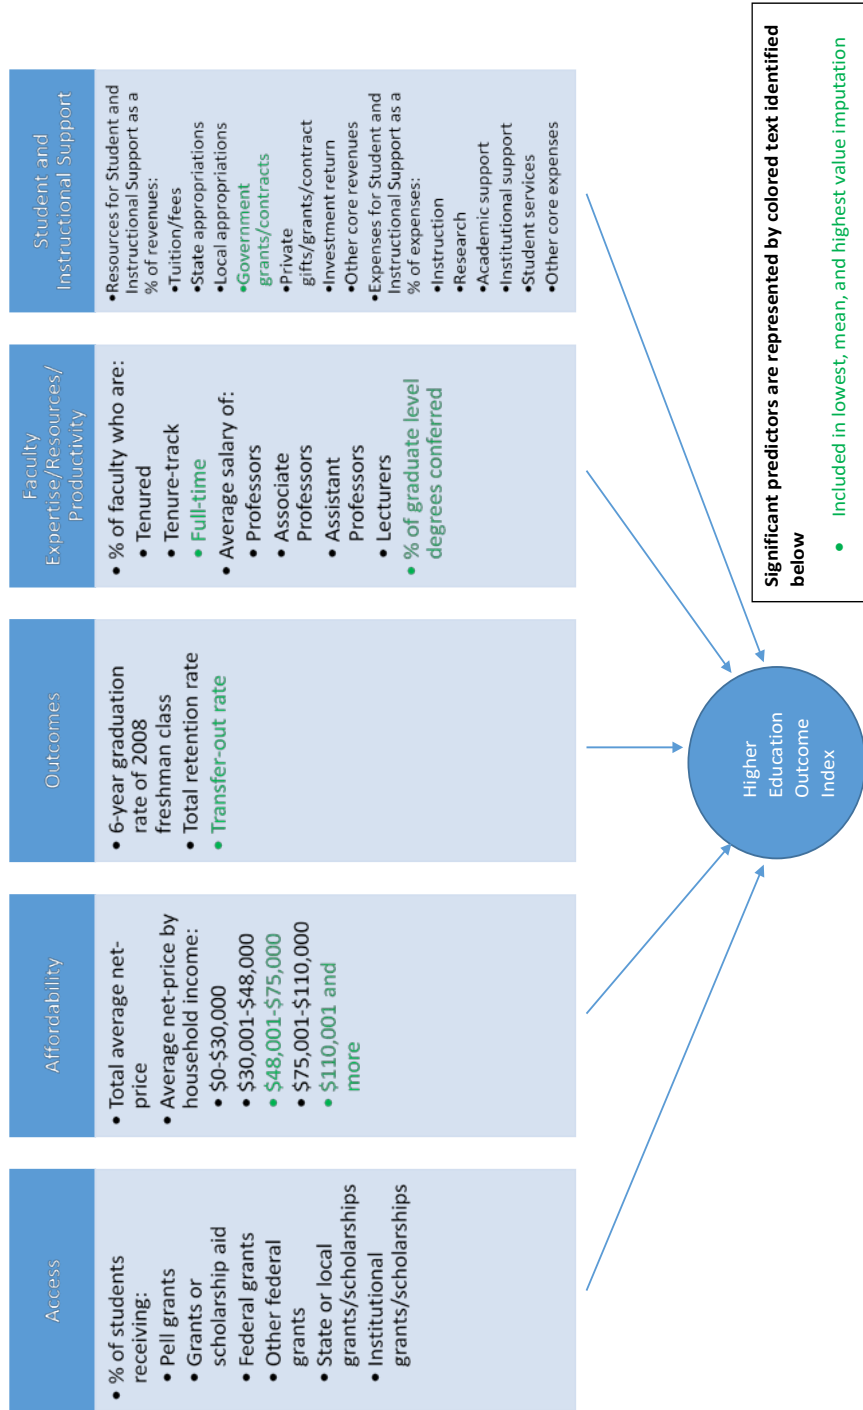 Access
• % of students
receiving:
• Pell grants
• Grants or
scholarship aid
• Federal grants
• Other federal
grants
• State or local
grants/scholarships
• Institutional
grants/scholarships
Affordability
• Total average net-
price
• Average net-price by
household income:
• $0-$30,000
• $30,001-$48,000
• $48,001-$75,000
• $75,001-$110,000
• $110,001 and
more
Outcomes
• 6-year graduation
rate of 2008
freshman class
• Total retention rate
• Transfer-out rate
Faculty
Expertise/Resources/
Productivity
• % of faculty who are:
• Tenured
• Tenure-track
• Full-time
• Average salary of:
• Professors
• Associate
Professors
• Assistant
Professors
• Lecturers
• % of graduate level
degrees conferred
Student and
Instructional Support
•Resources for Student and
Instructional Support as a
% of revenues:
•Tuition/fees
•State appropriations
•Local appropriations
•Government
grants/contracts
•Private
gifts/grants/contract
•Investment return
•Other core revenues
•Expenses for Student and
Instructional Support as a
% of expenses:
•Instruction
•Research
•Academic support
•Institutional support
•Student services
•Other core expenses
Higher
Education
Outcome
Index
Significant predictors are represented by colored text identified
below
• Included in lowest, mean, and highest value imputation